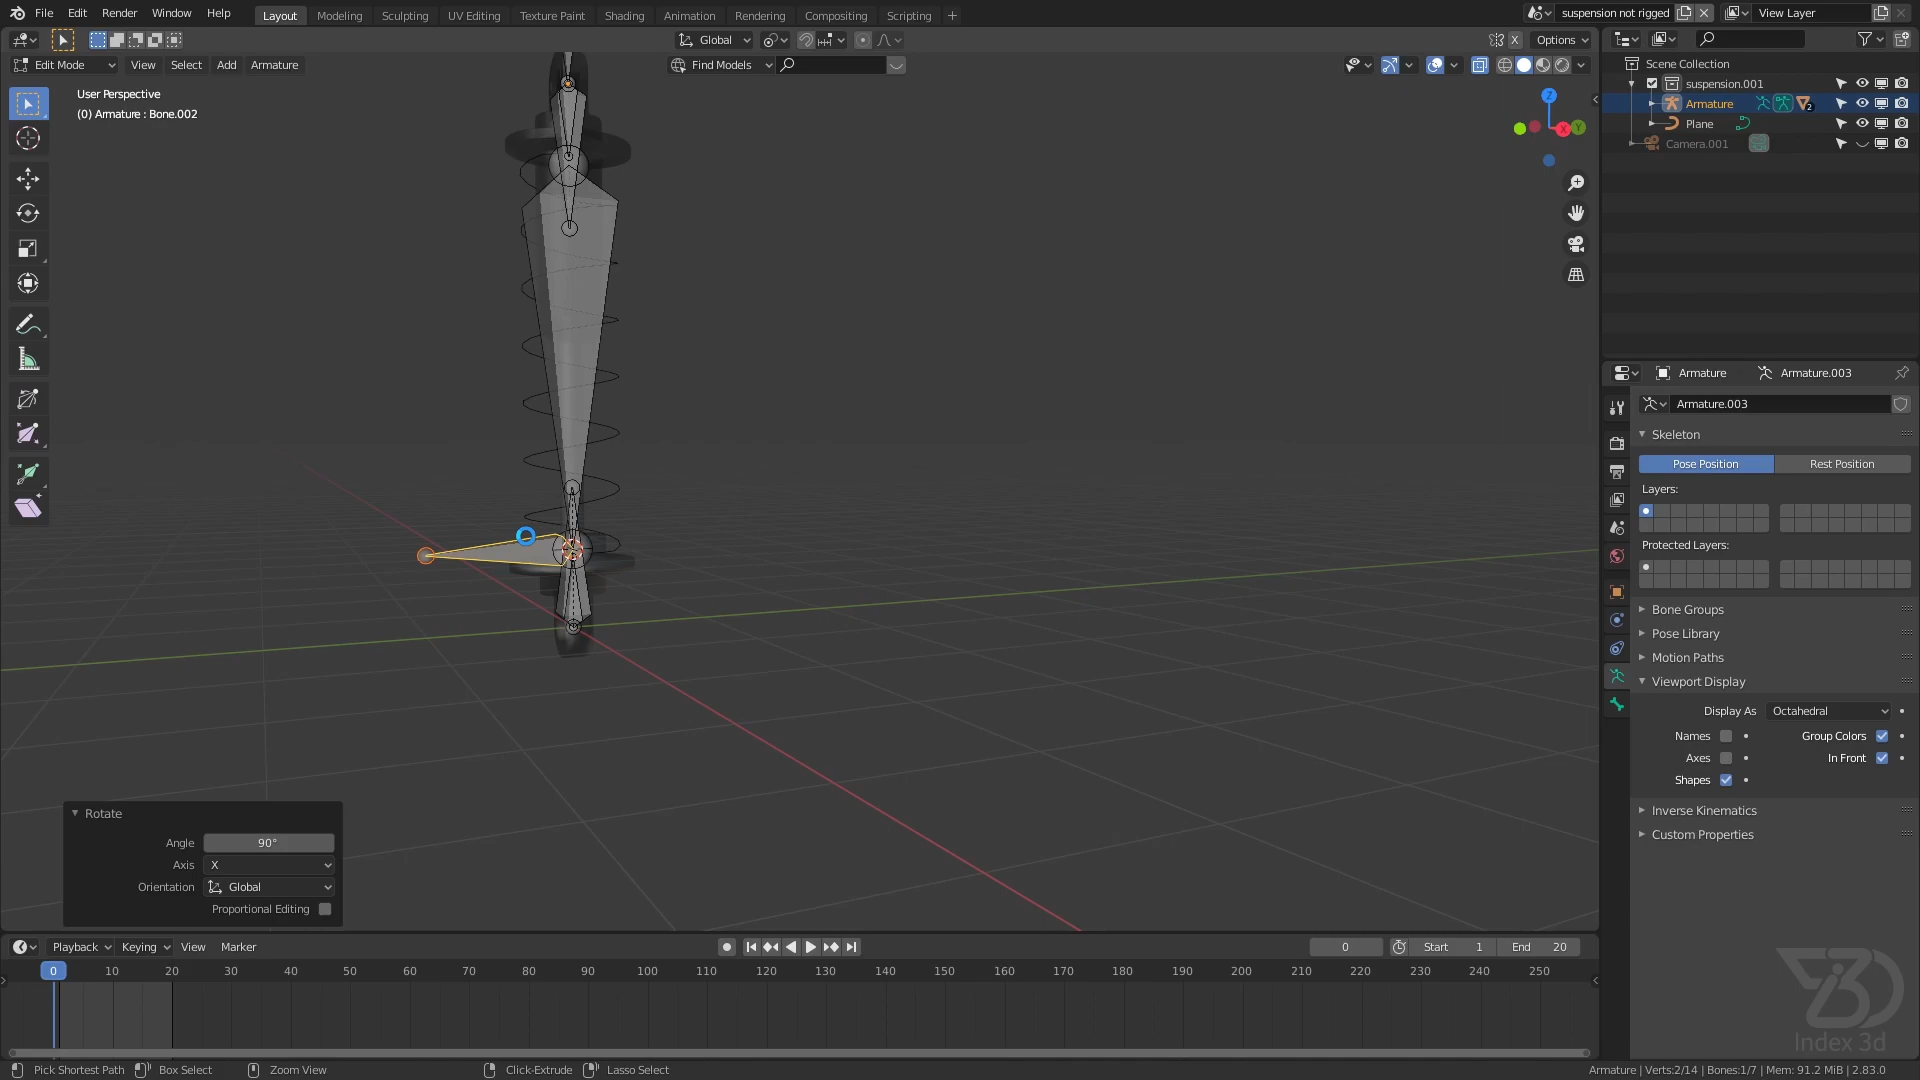 File Edit Render Window Help
Layout Modeling Sculpting UV Editing Texture Paint Shading Animation Rendering Compositing Scripting +
suspension not rigged View Layer
Global Options X
Edit Mode View Select Add Armature Find Models
User Perspective
(0) Armature : Bone.002
Z
X
Y
Scene Collection
suspension.001
Armature 2
Plane
Camera.001
Armature Armature.003
Armature.003
Skeleton
Pose Position Rest Position
Layers:
Protected Layers:
Bone Groups
Pose Library
Motion Paths
Viewport Display
Display As Octahedral
Names Group Colors
Axes In Front
Shapes
Inverse Kinematics
Custom Properties
Rotate
Angle 90°
Axis X
Orientation Global
Proportional Editing
Playback Keying View Marker 0 Start 1 End 20
0 10 20 30 40 50 60 70 80 90 100 110 120 130 140 150 160 170 180 190 200 210 220 230 240 250
Index 3d
Pick Shortest Path Box Select Zoom View Click-Extrude Lasso Select Armature | Verts:2/14 | Bones:1/7 | Mem: 91.2 MiB | 2.83.0